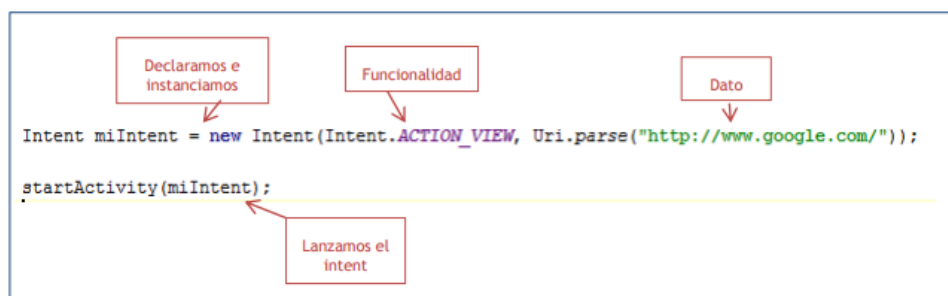 Declaramos e
instanciamos
Funcionalidad
Dato
Intent miIntent = new Intent(Intent.ACTION_VIEW, Uri.parse("http://www.google.com/"));
startActivity(miIntent);
Lanzamos el
intent